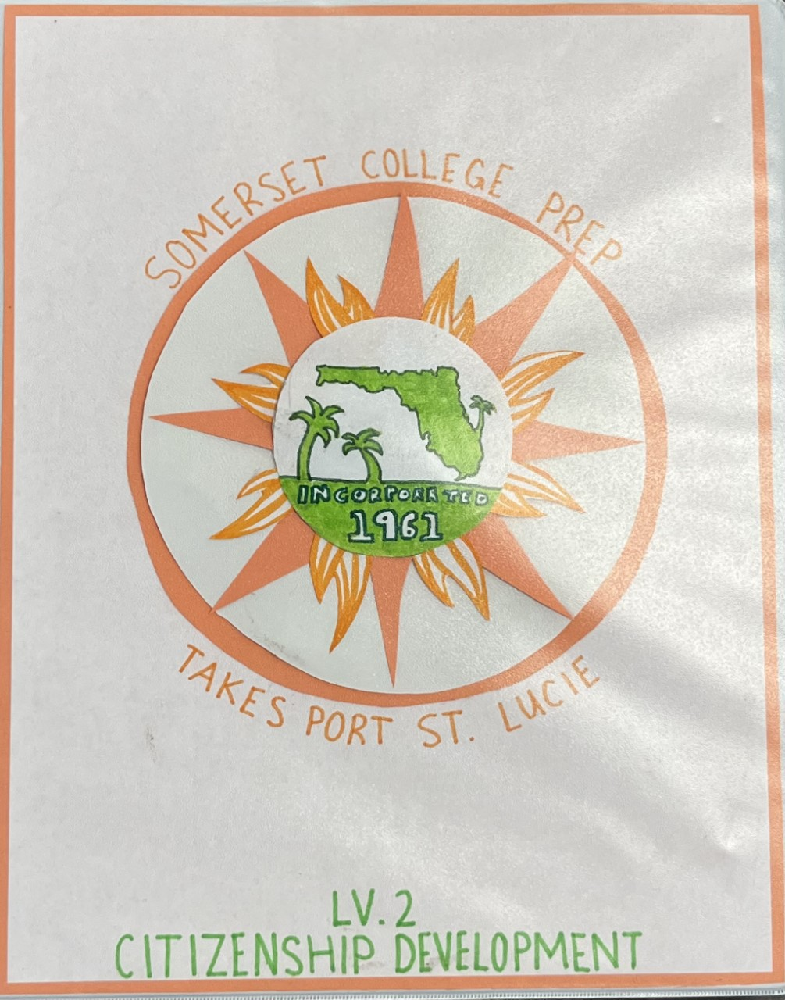 SOMERSET COLLEGE PREP
INCORPORATED
1961
TAKES PORT ST. LUCIE
LV. 2
CITIZENSHIP DEVELOPMENT